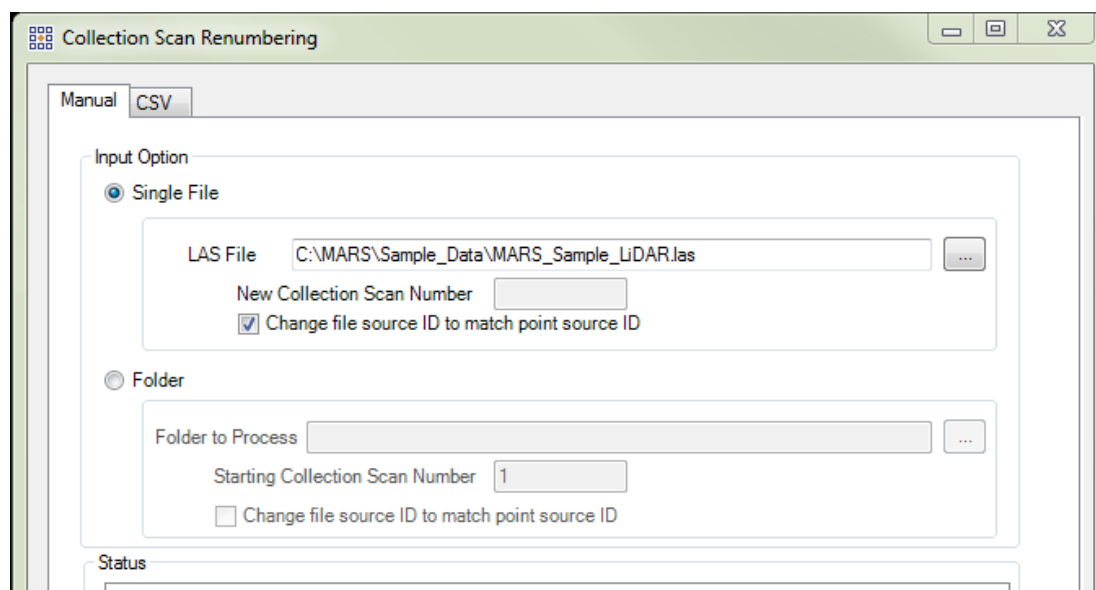 Collection Scan Renumbering
Manual CSV
Input Option
Single File
LAS File C:\MARS\Sample_Data\MARS_Sample_LiDAR.las ...
New Collection Scan Number
Change file source ID to match point source ID
Folder
Folder to Process ...
Starting Collection Scan Number 1
Change file source ID to match point source ID
Status